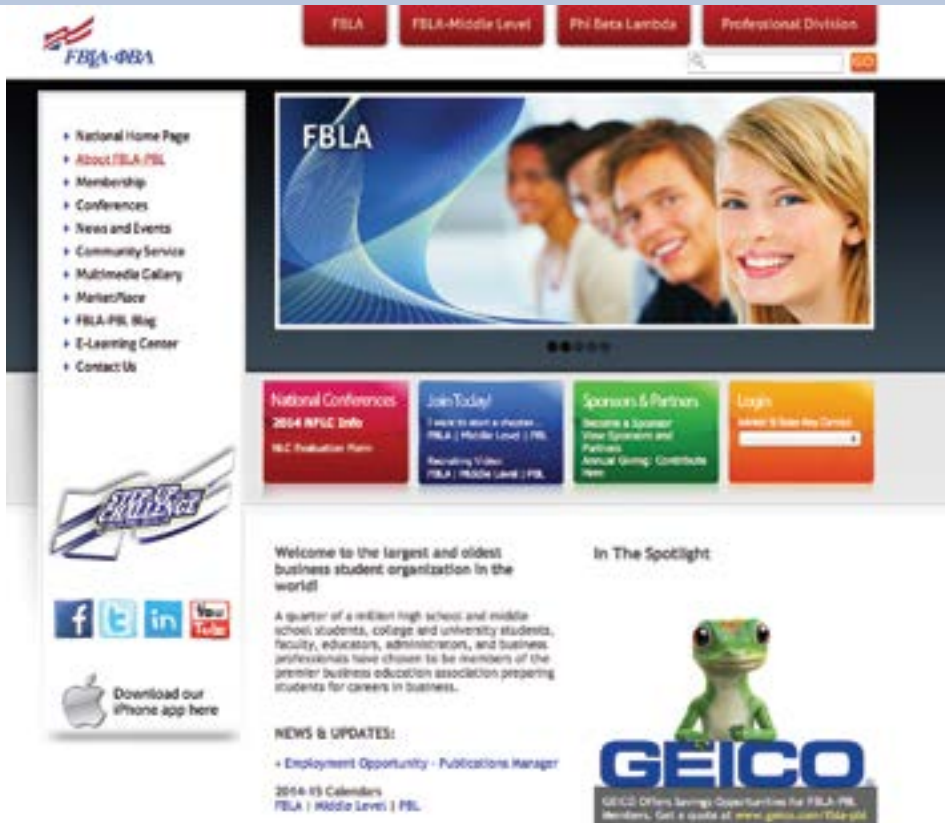 FBLA
FBLA-Middle Level
Phi Beta Lambda
Professional Division
FBLA-ΦBΛ
GO
National Home Page
About FBLA-PBL
Membership
Conferences
News and Events
Community Service
Multimedia Gallery
MarketPlace
FBLA-PBL Blog
E-Learning Center
Contact Us
FBLA
National Conferences
2014 NFLC Info
NLC Evaluation Form
Join Today!
I want to start a chapter...
FBLA | Middle Level | PBL
Recruiting Video
FBLA | Middle Level | PBL
Sponsors & Partners
Become a Sponsor
View Sponsors and
Partners
Annual Giving: Contribute
Here
Login
STEP UP
CHALLENGE
f
t
in
You
Tube
Download our
iPhone app here
Welcome to the largest and oldest
business student organization in the
world!
A quarter of a million high school and middle
school students, college and university students,
faculty, educators, administrators, and business
professionals have chosen to be members of the
premier business education association preparing
students for careers in business.
NEWS & UPDATES:
» Employment Opportunity - Publications Manager
2014-15 Calendars
FBLA | Middle Level | PBL
In The Spotlight
GEICO
GEICO Offers Savings Opportunities for FBLA-PBL
Members. Get a quote at www.geico.com/fbla-pbl